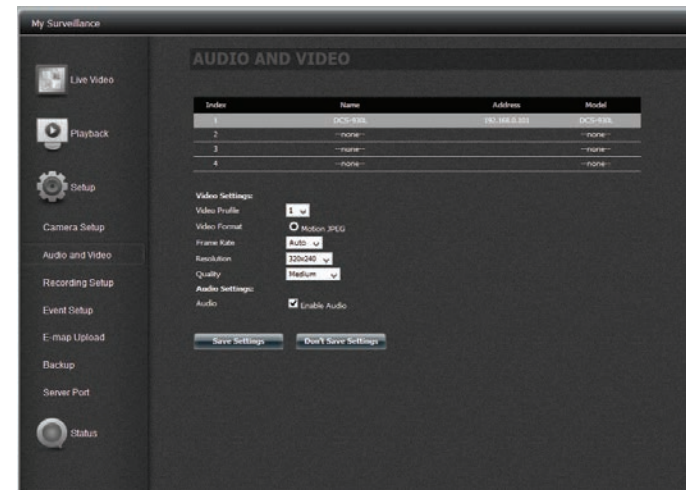 My Surveillance
AUDIO AND VIDEO
Live Video
Playback
Setup
Camera Setup
Audio and Video
Recording Setup
Event Setup
E-map Upload
Backup
Server Port
Status
Index Name Address Model
1 DCS-930L 192.168.0.101 DCS-930L
2 --none-- --none--
3 --none-- --none--
4 --none-- --none--
Video Settings:
Video Profile 1
Video Format Motion JPEG
Frame Rate Auto
Resolution 320x240
Quality Medium
Audio Settings:
Audio Enable Audio
Save Settings Don't Save Settings